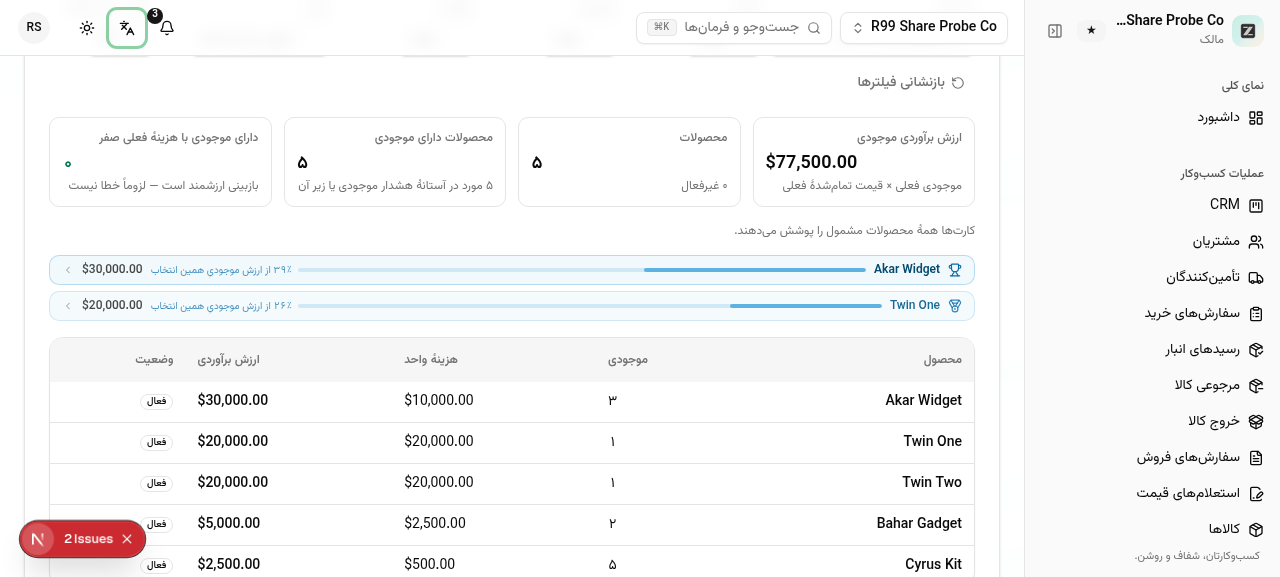 Share Probe Co...
مالک
★
R99 Share Probe Co
جست‌وجو و فرمان‌ها
⌘K
3
RS
نمای کلی
داشبورد
عملیات کسب‌وکار
CRM
مشتریان
تأمین‌کنندگان
سفارش‌های خرید
رسیدهای انبار
مرجوعی کالا
خروج کالا
سفارش‌های فروش
استعلام‌های قیمت
کالاها
کسب‌وکارتان، شفاف و روشن.
بازنشانی فیلترها
ارزش برآوردی موجودی
$77,500.00
موجودی فعلی × قیمت تمام‌شدهٔ فعلی
محصولات
۵
۰ غیرفعال
محصولات دارای موجودی
۵
۵ مورد در آستانهٔ هشدار موجودی یا زیر آن
دارای موجودی با هزینهٔ فعلی صفر
۰
بازبینی ارزشمند است — لزوماً خطا نیست
کارت‌ها همهٔ محصولات مشمول را پوشش می‌دهند.
Akar Widget ۳۹٪ از ارزش موجودیِ همین انتخاب $30,000.00
Twin One ۲۶٪ از ارزش موجودیِ همین انتخاب $20,000.00
محصول موجودی هزینهٔ واحد ارزش برآوردی وضعیت
Akar Widget ۳ $10,000.00 $30,000.00 فعال
Twin One ۱ $20,000.00 $20,000.00 فعال
Twin Two ۱ $20,000.00 $20,000.00 فعال
Bahar Gadget ۲ $2,500.00 $5,000.00 فعال
Cyrus Kit ۵ $500.00 $2,500.00 فعال
N 2 Issues